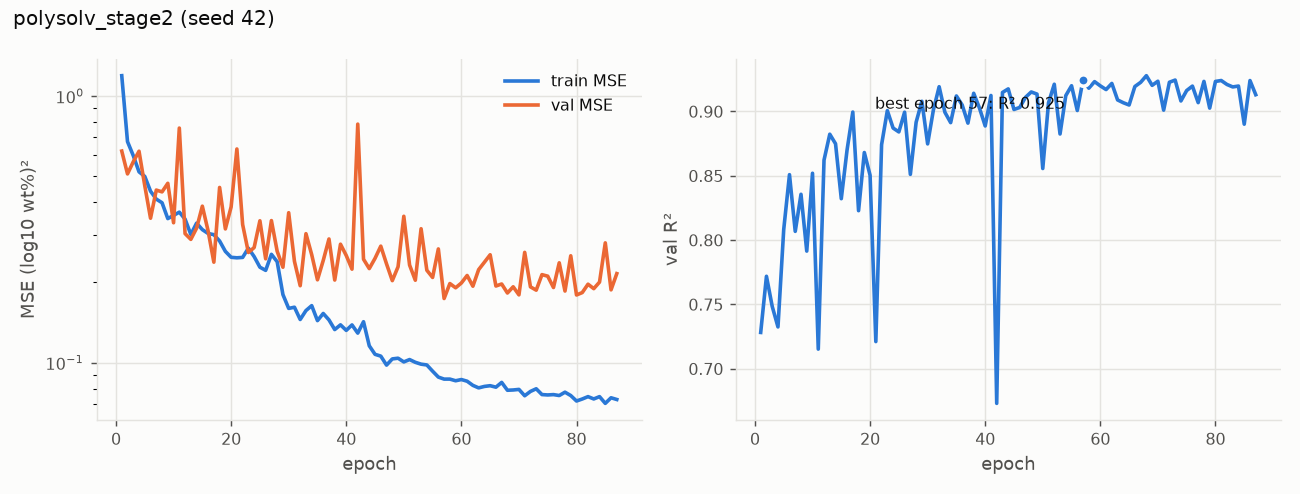 polysolv_stage2 (seed 42)
MSE (log10 wt%)²
10⁰
10⁻¹
train MSE
val MSE
0 20 40 60 80
epoch
val R²
0.90
0.85
0.80
0.75
0.70
best epoch 57: R² 0.925
0 20 40 60 80
epoch